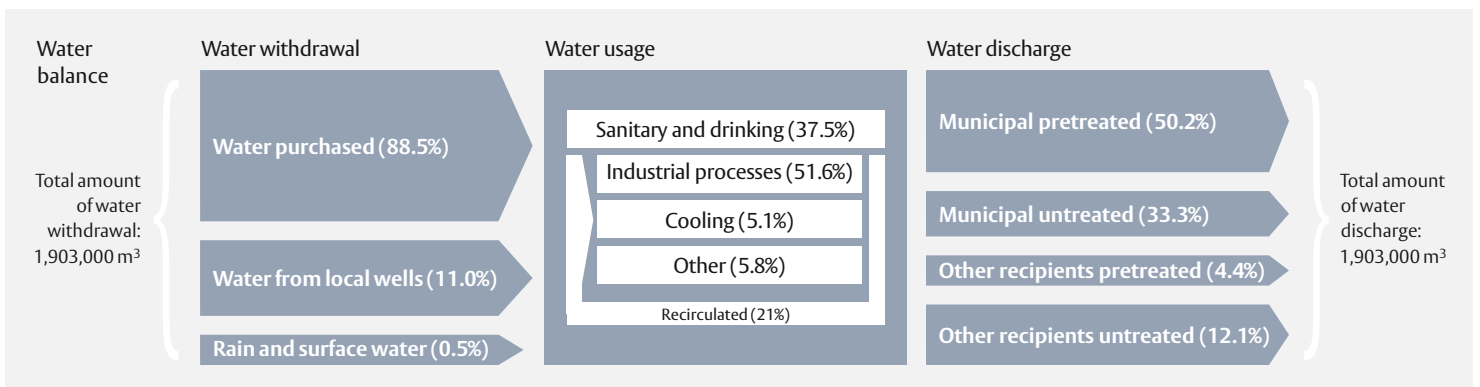 Water
balance
Total amount
of water
withdrawal:
1,903,000 m³
Water withdrawal
Water purchased (88.5%)
Water from local wells (11.0%)
Rain and surface water (0.5%)
Water usage
Sanitary and drinking (37.5%)
Industrial processes (51.6%)
Cooling (5.1%)
Other (5.8%)
Recirculated (21%)
Water discharge
Municipal pretreated (50.2%)
Municipal untreated (33.3%)
Other recipients pretreated (4.4%)
Other recipients untreated (12.1%)
Total amount
of water
discharge:
1,903,000 m³